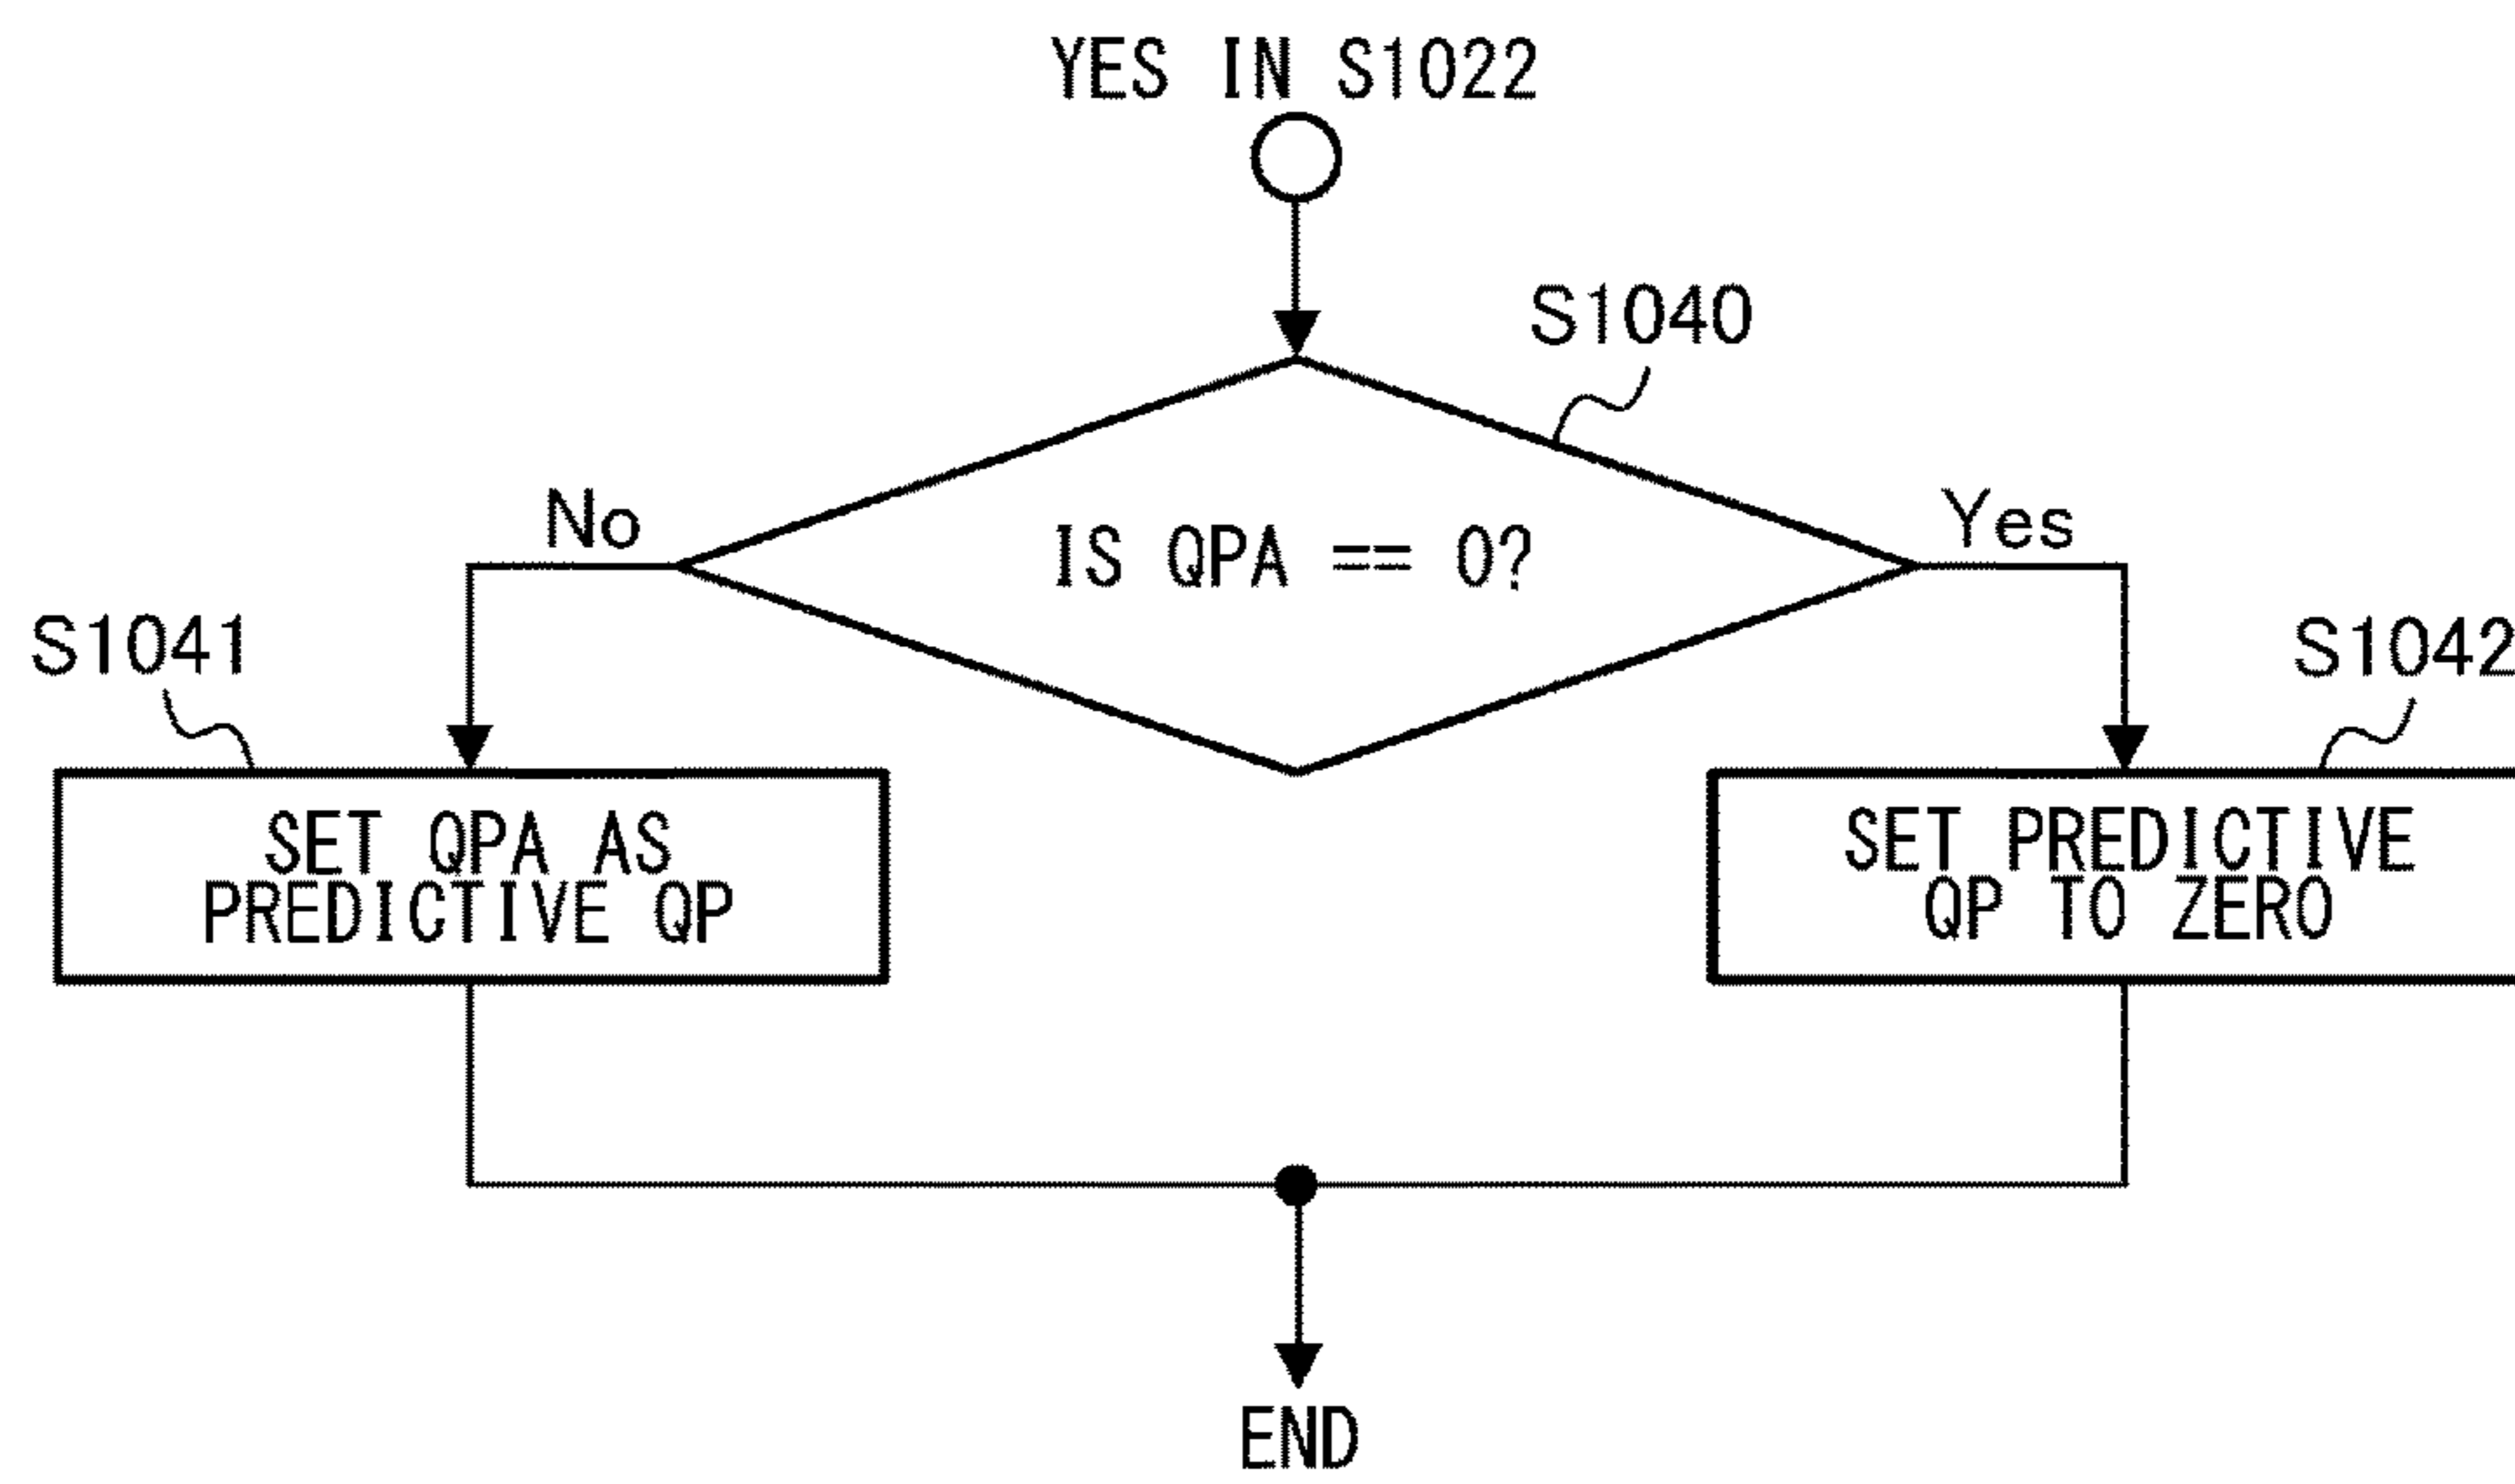 YES IN S1022
S1040
No
IS QPA == 0?
Yes
S1041
S1042
SET QPA AS
PREDICTIVE QP
SET PREDICTIVE
QP TO ZERO
END